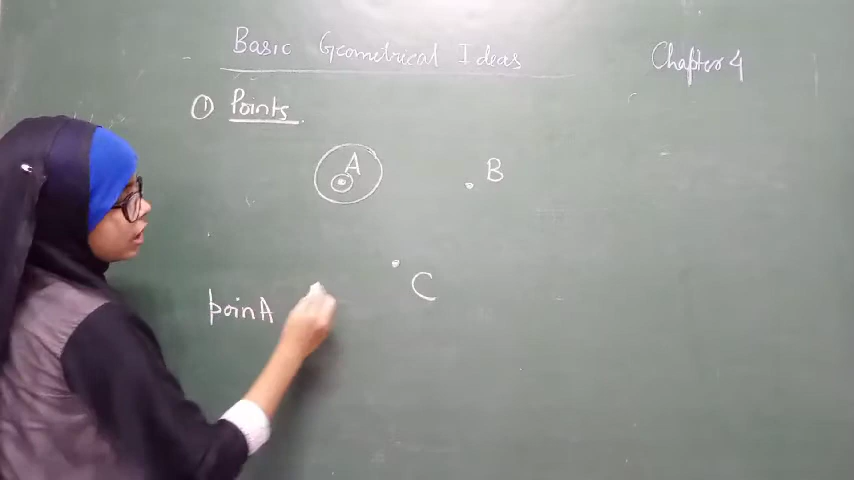 Basic Geometrical Ideas
Chapter 4
① Points
A
B
C
poinA